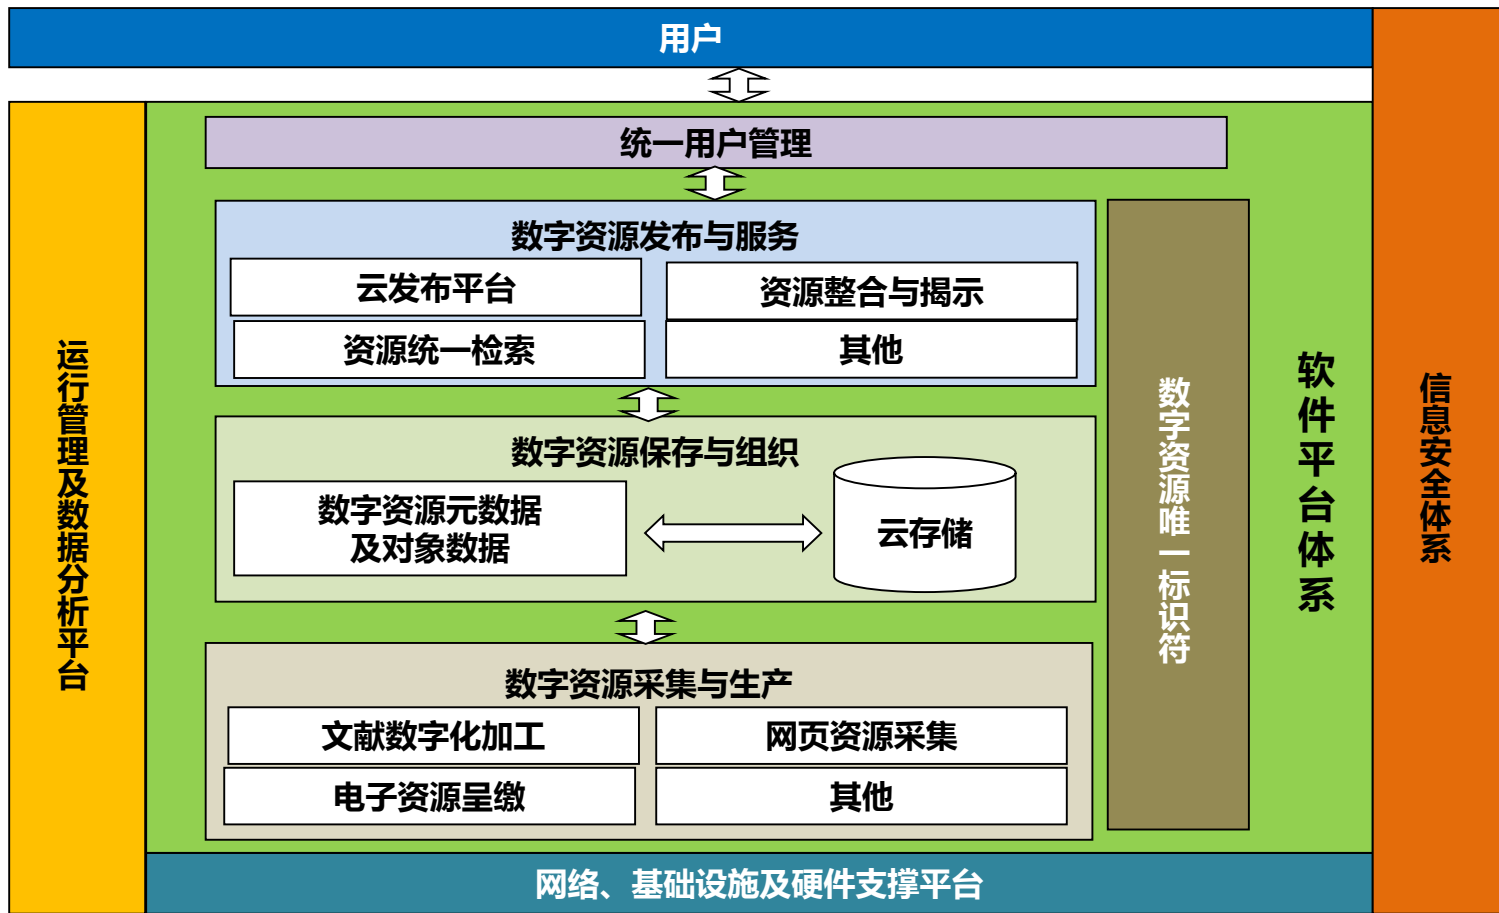 用户
统一用户管理
数字资源发布与服务
云发布平台
资源整合与揭示
资源统一检索
其他
数字资源保存与组织
数字资源元数据
及对象数据
云存储
数字资源采集与生产
文献数字化加工
网页资源采集
电子资源呈缴
其他
数字资源唯一标识符
软件平台体系
运行管理及数据分析平台
信息安全体系
网络、基础设施及硬件支撑平台